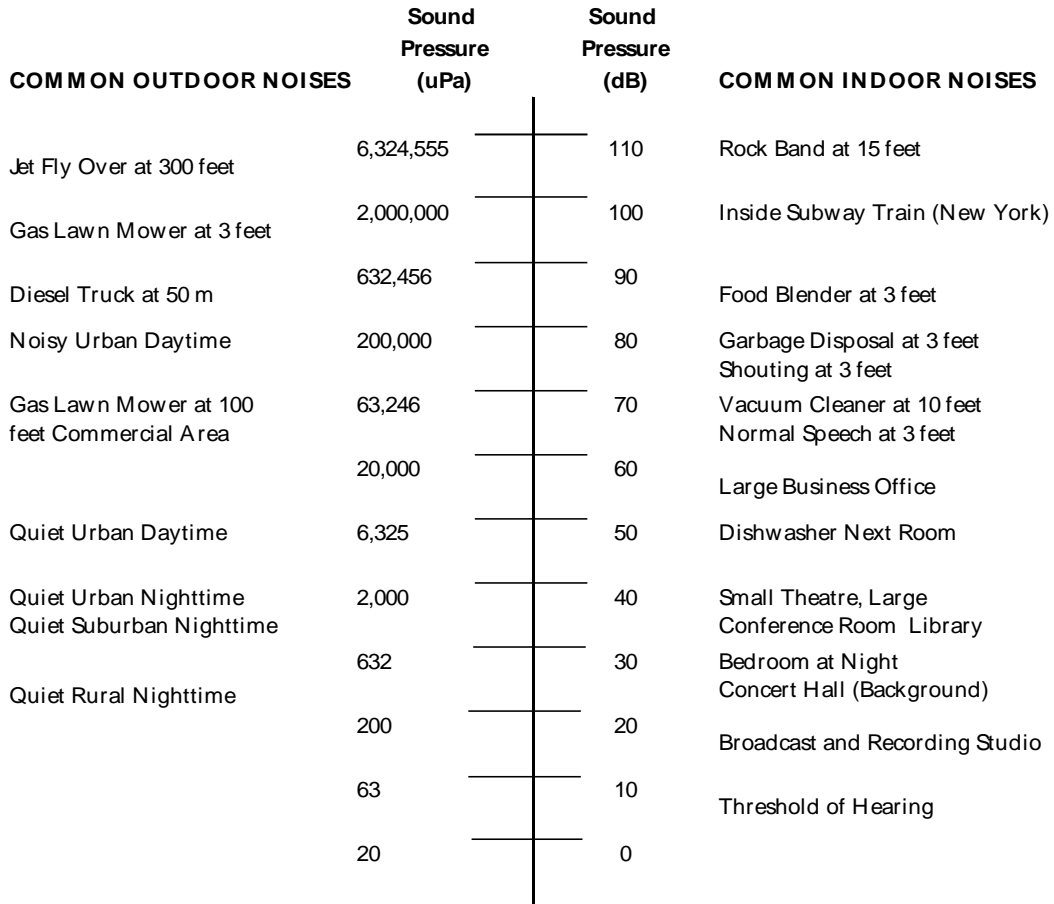 Sound Sound
Pressure Pressure
COMMON OUTDOOR NOISES (uPa) (dB) COMMON INDOOR NOISES
6,324,555 110 Rock Band at 15 feet
Jet Fly Over at 300 feet
2,000,000 100 Inside Subway Train (New York)
Gas Lawn Mower at 3 feet
632,456 90
Diesel Truck at 50 m Food Blender at 3 feet
Noisy Urban Daytime 200,000 80 Garbage Disposal at 3 feet
Shouting at 3 feet
Gas Lawn Mower at 100 63,246 70 Vacuum Cleaner at 10 feet
feet Commercial Area Normal Speech at 3 feet
20,000 60
Large Business Office
Quiet Urban Daytime 6,325 50 Dishwasher Next Room
Quiet Urban Nighttime 2,000 40 Small Theatre, Large
Quiet Suburban Nighttime Conference Room Library
632 30 Bedroom at Night
Quiet Rural Nighttime Concert Hall (Background)
200 20
Broadcast and Recording Studio
63 10
Threshold of Hearing
20 0